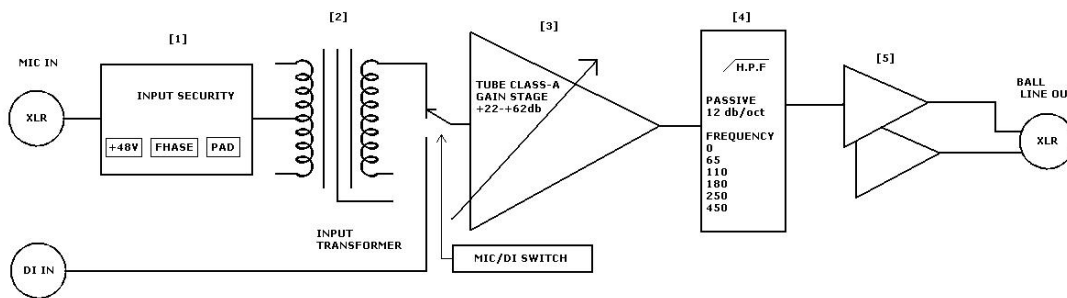 [1]
[2]
[3]
[4]
[5]
MIC IN
XLR
INPUT SECURITY
+48V
FHASE
PAD
INPUT
TRANSFORMER
DI IN
MIC/DI SWITCH
TUBE CLASS-A
GAIN STAGE
+22-+62db
H.P.F
PASSIVE
12 db/oct
FREQUENCY
0
65
110
180
250
450
BALL
LINE OU
XLR